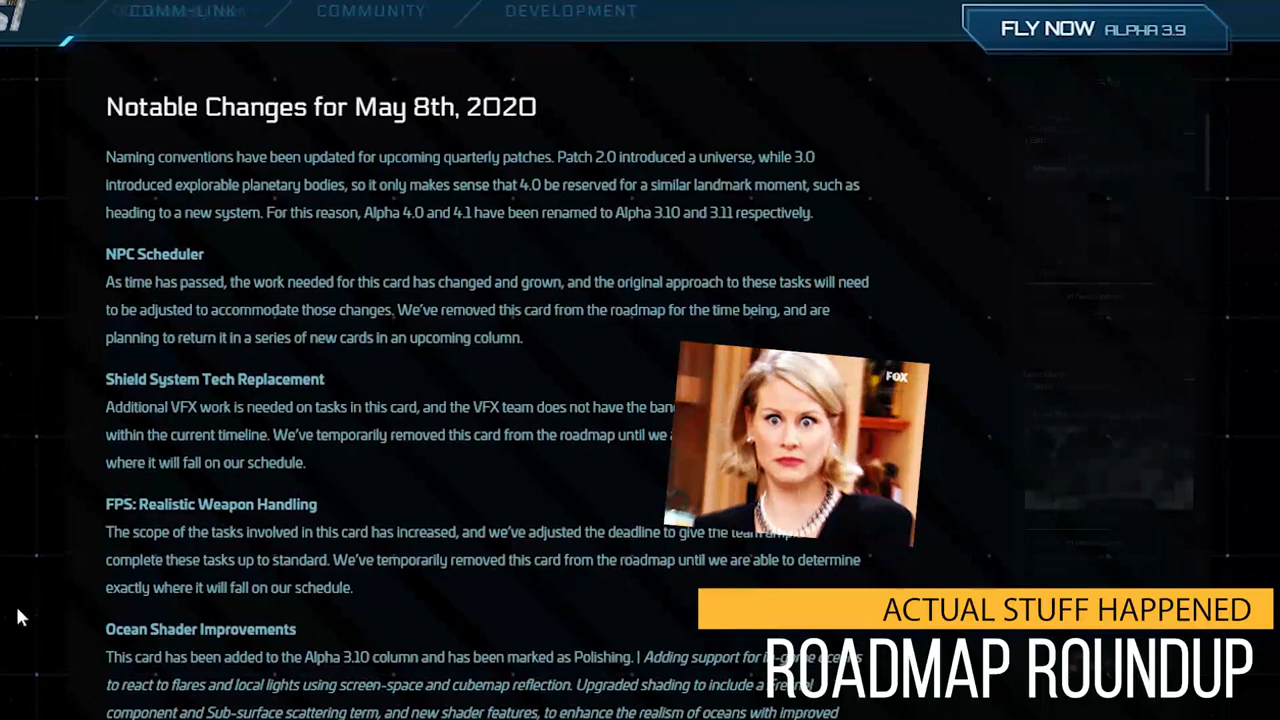 COMM-LINK
COMMUNITY
DEVELOPMENT
FLY NOW ALPHA 3.9
Notable Changes for May 8th, 2020
Naming conventions have been updated for upcoming quarterly patches. Patch 2.0 introduced a universe, while 3.0
introduced explorable planetary bodies, so it only makes sense that 4.0 be reserved for a similar landmark moment, such as
heading to a new system. For this reason, Alpha 4.0 and 4.1 have been renamed to Alpha 3.10 and 3.11 respectively.
NPC Scheduler
As time has passed, the work needed for this card has changed and grown, and the original approach to these tasks will need
to be adjusted to accommodate those changes. We've removed this card from the roadmap for the time being, and are
planning to return it in a series of new cards in an upcoming column.
Shield System Tech Replacement
Additional VFX work is needed on tasks in this card, and the VFX team does not have the
within the current timeline. We've temporarily removed this card from the roadmap until we
where it will fall on our schedule.
FOX
FPS: Realistic Weapon Handling
The scope of the tasks involved in this card has increased, and we've adjusted the deadline to give the team
complete these tasks up to standard. We've temporarily removed this card from the roadmap until we are able to determine
exactly where it will fall on our schedule.
Ocean Shader Improvements
This card has been added to the Alpha 3.10 column and has been marked as Polishing. | Adding support for in-game oceans
to react to flares and local lights using screen-space and cubemap reflection. Upgraded shading to include a Fresnel
component and Sub-surface scattering term, and new shader features, to enhance the realism of oceans with improved
ACTUAL STUFF HAPPENED
ROADMAP ROUNDUP